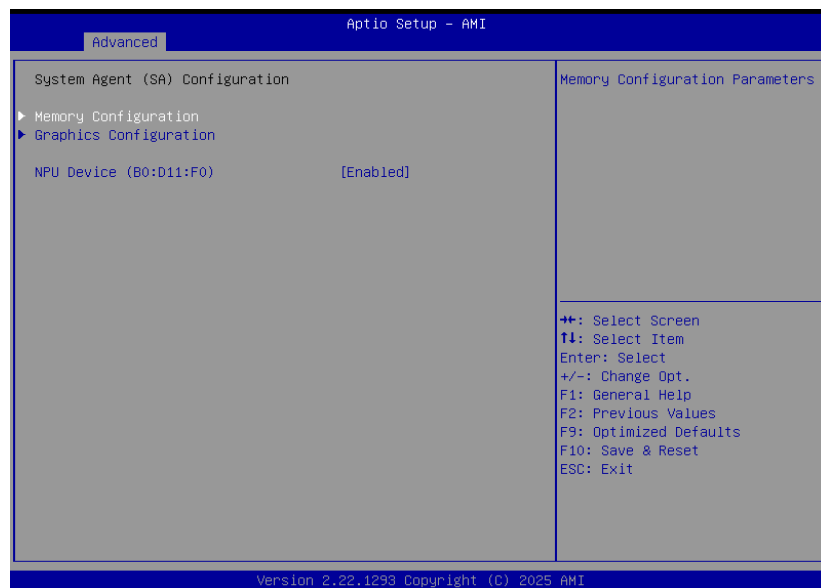 Aptio Setup – AMI
Advanced
System Agent (SA) Configuration
Memory Configuration
Graphics Configuration
NPU Device (B0:D11:F0) [Enabled]
Memory Configuration Parameters
→←: Select Screen
↑↓: Select Item
Enter: Select
+/-: Change Opt.
F1: General Help
F2: Previous Values
F9: Optimized Defaults
F10: Save & Reset
ESC: Exit
Version 2.22.1293 Copyright (C) 2025 AMI